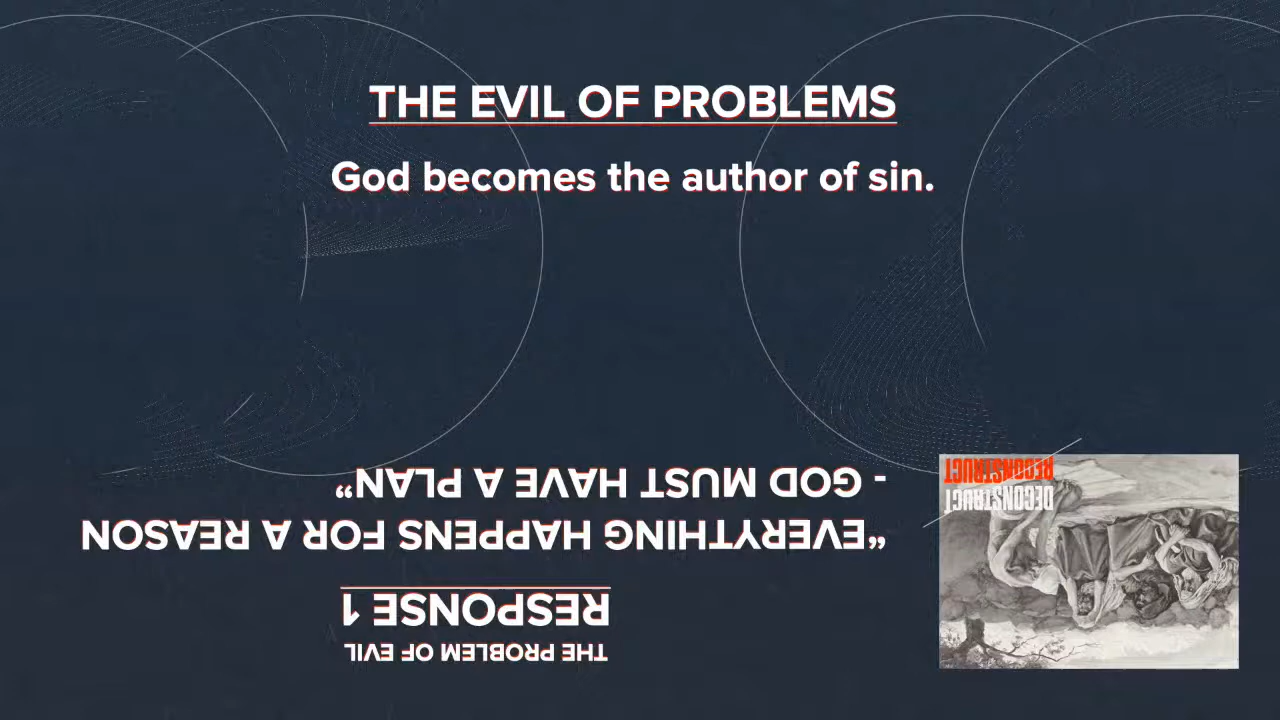 THE EVIL OF PROBLEMS
God becomes the author of sin.
THE PROBLEM OF EVIL
RESPONSE 1
“EVERYTHING HAPPENS FOR A REASON
- GOD MUST HAVE A PLAN”
DECONSTRUCT
RECONSTRUCT